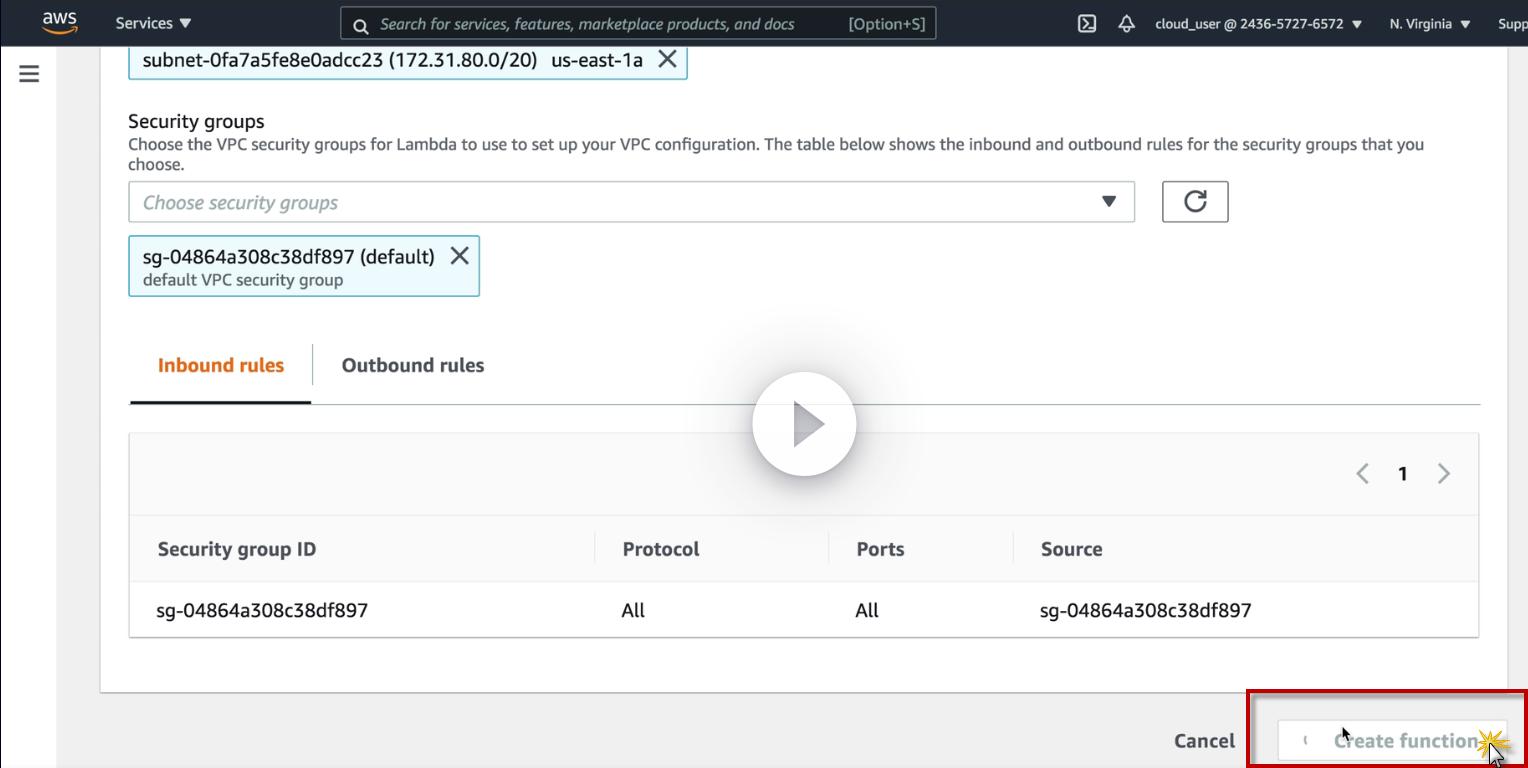 aws Services Search for services, features, marketplace products, and docs [Option+S] cloud_user @ 2436-5727-6572 N. Virginia Supp
subnet-0fa7a5fe8e0adcc23 (172.31.80.0/20) us-east-1a
Security groups
Choose the VPC security groups for Lambda to use to set up your VPC configuration. The table below shows the inbound and outbound rules for the security groups that you
choose.
Choose security groups
sg-04864a308c38df897 (default)
default VPC security group
Inbound rules Outbound rules
1
Security group ID Protocol Ports Source
sg-04864a308c38df897 All All sg-04864a308c38df897
Cancel Create function